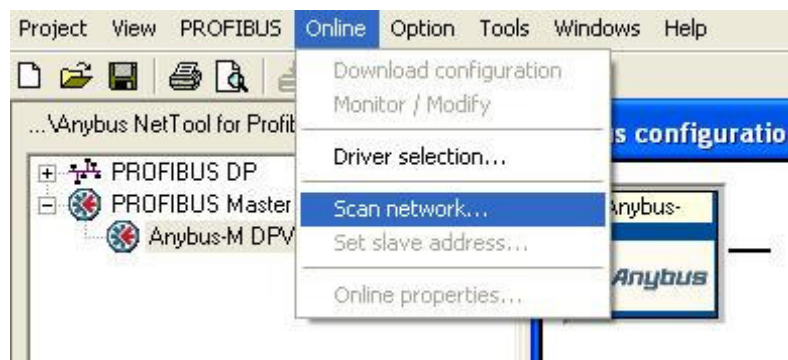 Project View PROFIBUS Online Option Tools Windows Help
Download configuration
Monitor / Modify
Driver selection...
Scan network...
Set slave address...
Online properties...
...\Anybus NetTool for Profib
PROFIBUS DP
PROFIBUS Master
Anybus-M DPV
s configuratio
Anybus-
Anybus